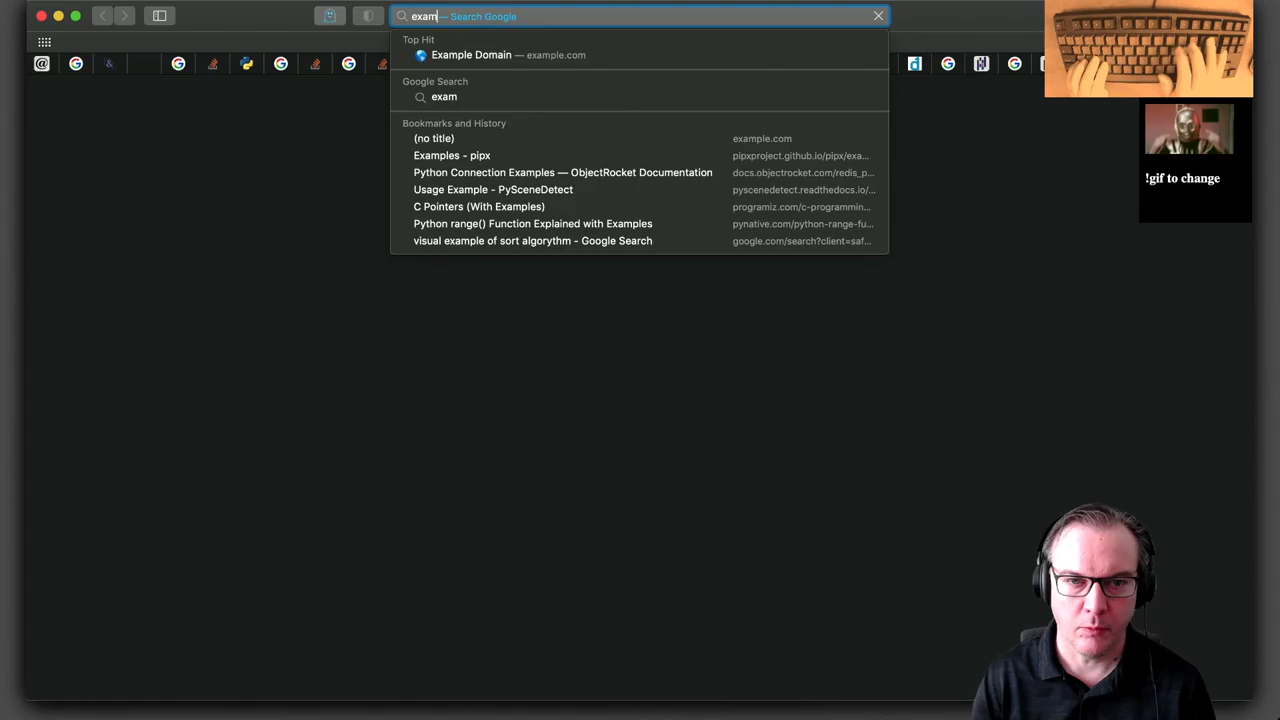 exam — Search Google
Top Hit
Example Domain — example.com
Google Search
exam
Bookmarks and History
(no title) example.com
Examples - pipx pipxproject.github.io/pipx/exa...
Python Connection Examples — ObjectRocket Documentation docs.objectrocket.com/redis_p...
Usage Example - PySceneDetect pyscenedetect.readthedocs.io/...
C Pointers (With Examples) programiz.com/c-programmin...
Python range() Function Explained with Examples pynative.com/python-range-fu...
visual example of sort algorythm - Google Search google.com/search?client=saf...
!gif to change